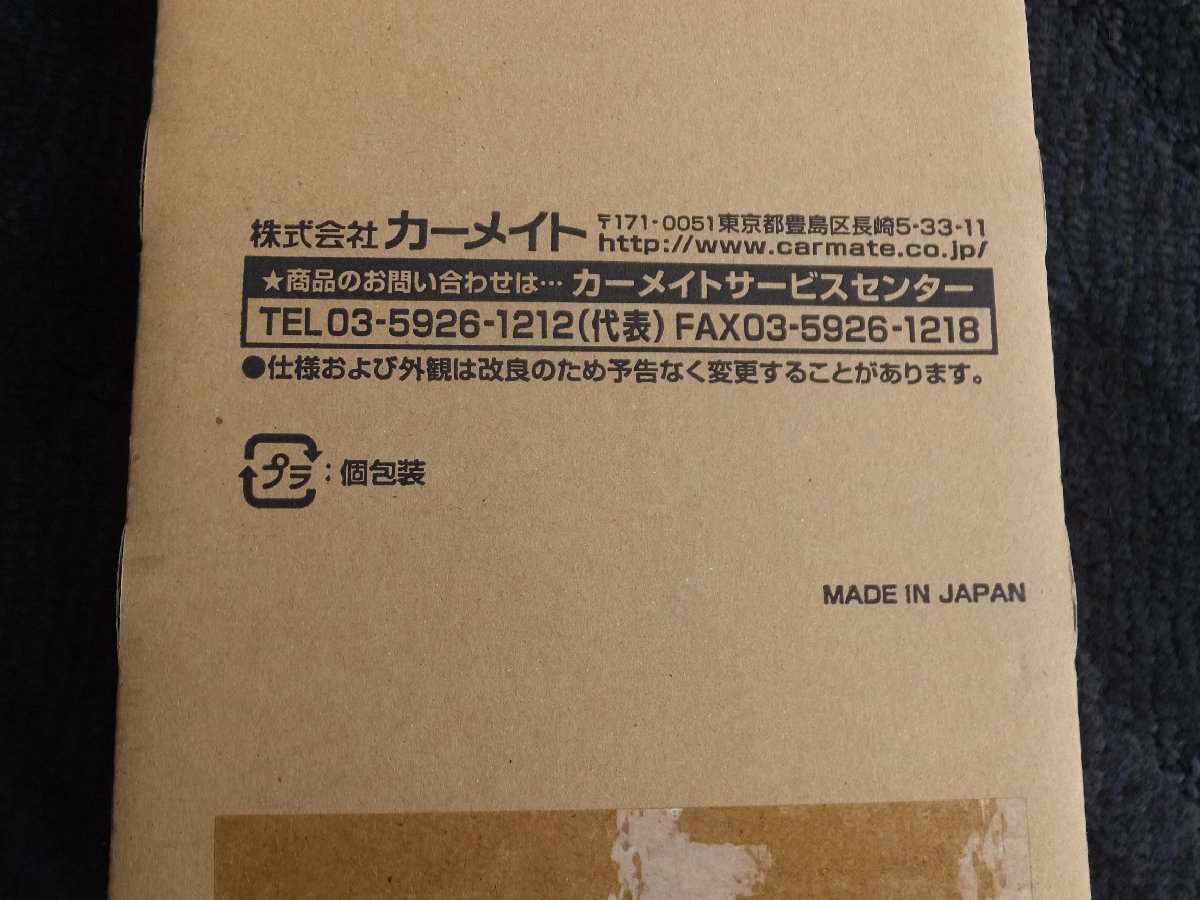 株式会社 カーメイト 〒171-0051東京都豊島区長崎5-33-11
http://www.carmate.co.jp/
★商品のお問い合わせは… カーメイトサービスセンター
TEL03-5926-1212(代表) FAX03-5926-1218
●仕様および外観は改良のため予告なく変更することがあります。
プラ:個包装
MADE IN JAPAN